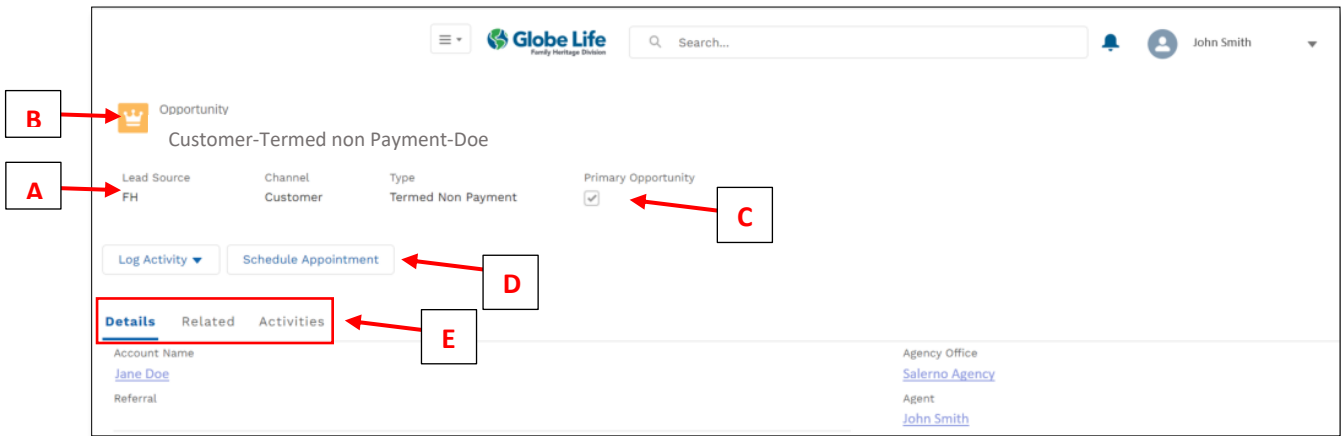 Globe Life
Family Heritage Division
Search...
John Smith
B
Opportunity
Customer-Termed non Payment-Doe
A
Lead Source Channel Type Primary Opportunity
FH Customer Termed Non Payment
C
Log Activity Schedule Appointment
D
Details Related Activities
E
Account Name Agency Office
Jane Doe Salerno Agency
Referral Agent
John Smith